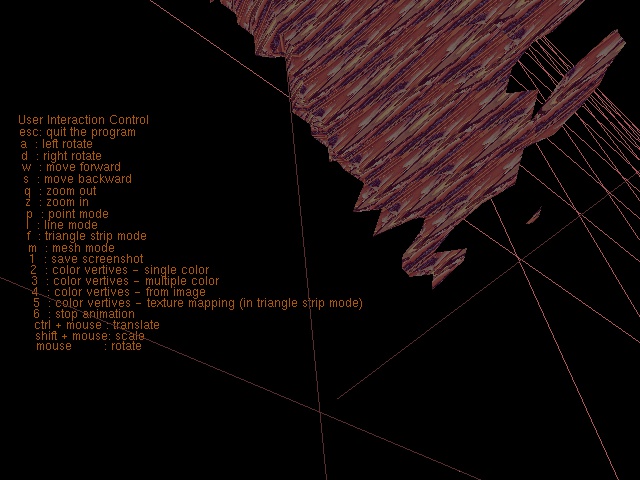 User Interaction Control
esc: quit the program
a : left rotate
d : right rotate
w : move forward
s : move backward
q : zoom out
z : zoom in
p : point mode
l : line mode
f : triangle strip mode
m : mesh mode
1 : save screenshot
2 : color vertives - single color
3 : color vertives - multiple color
4 : color vertives - from image
5 : color vertives - texture mapping (in triangle strip mode)
6 : stop animation
ctrl + mouse : translate
shift + mouse: scale
mouse : rotate